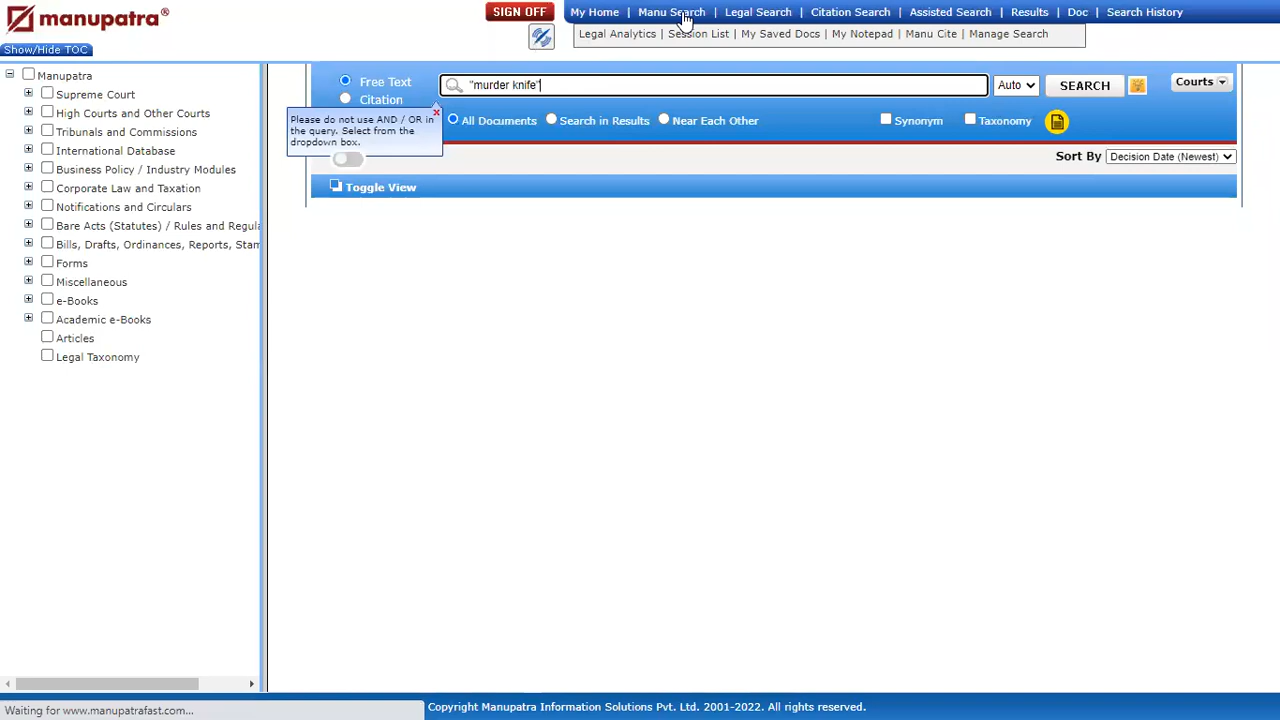 manupatra®
SIGN OFF
My Home | Manu Search | Legal Search | Citation Search | Assisted Search | Results | Doc | Search History
Legal Analytics | Session List | My Saved Docs | My Notepad | Manu Cite | Manage Search
Show/Hide TOC
Manupatra
Supreme Court
High Courts and Other Courts
Tribunals and Commissions
International Database
Business Policy / Industry Modules
Corporate Law and Taxation
Notifications and Circulars
Bare Acts (Statutes) / Rules and Regula
Bills, Drafts, Ordinances, Reports, Stam
Forms
Miscellaneous
e-Books
Academic e-Books
Articles
Legal Taxonomy
Free Text
Citation
"murder knife"
Auto
SEARCH
Courts
Please do not use AND / OR in
the query. Select from the
dropdown box.
x
All Documents
Search in Results
Near Each Other
Synonym
Taxonomy
Sort By
Decision Date (Newest)
Toggle View
Waiting for www.manupatrafast.com...
Copyright Manupatra Information Solutions Pvt. Ltd. 2001-2022. All rights reserved.